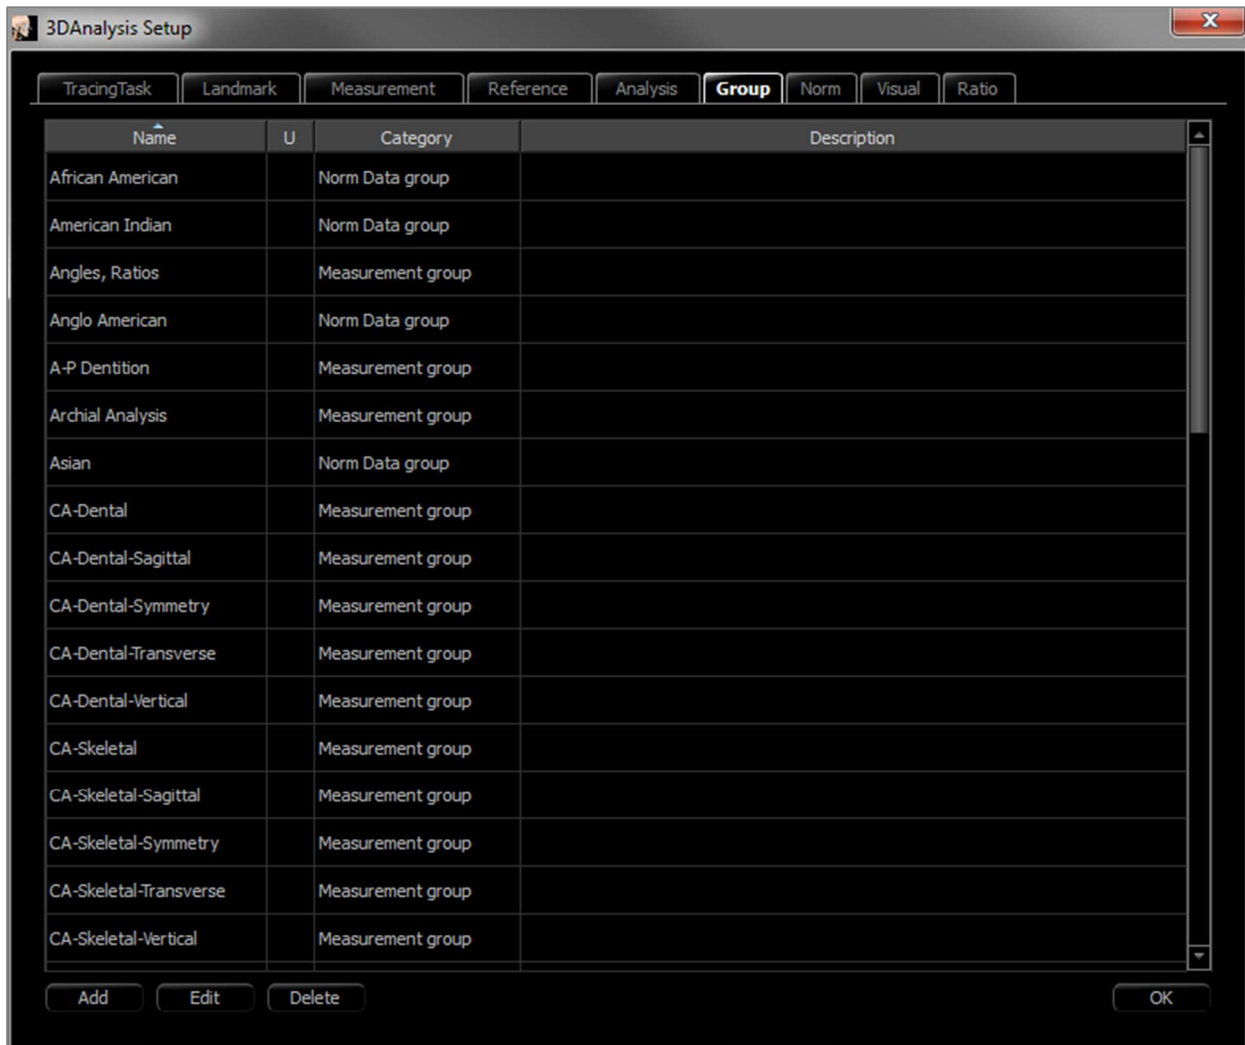 3DAnalysis Setup
TracingTask Landmark Measurement Reference Analysis Group Norm Visual Ratio
Name U Category Description
African American Norm Data group
American Indian Norm Data group
Angles, Ratios Measurement group
Anglo American Norm Data group
A-P Dentition Measurement group
Archial Analysis Measurement group
Asian Norm Data group
CA-Dental Measurement group
CA-Dental-Sagittal Measurement group
CA-Dental-Symmetry Measurement group
CA-Dental-Transverse Measurement group
CA-Dental-Vertical Measurement group
CA-Skeletal Measurement group
CA-Skeletal-Sagittal Measurement group
CA-Skeletal-Symmetry Measurement group
CA-Skeletal-Transverse Measurement group
CA-Skeletal-Vertical Measurement group
Add Edit Delete OK